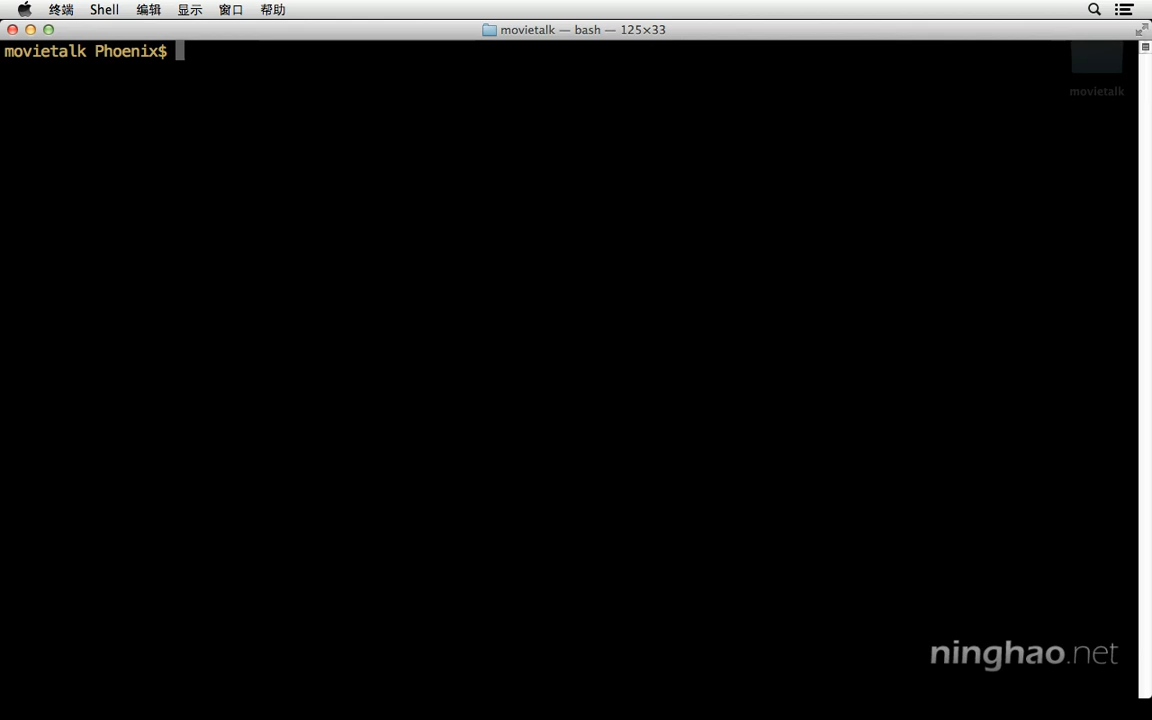 终端 Shell 编辑 显示 窗口 帮助
movietalk — bash — 125×33
movietalk Phoenix$
movietalk
ninghao.net